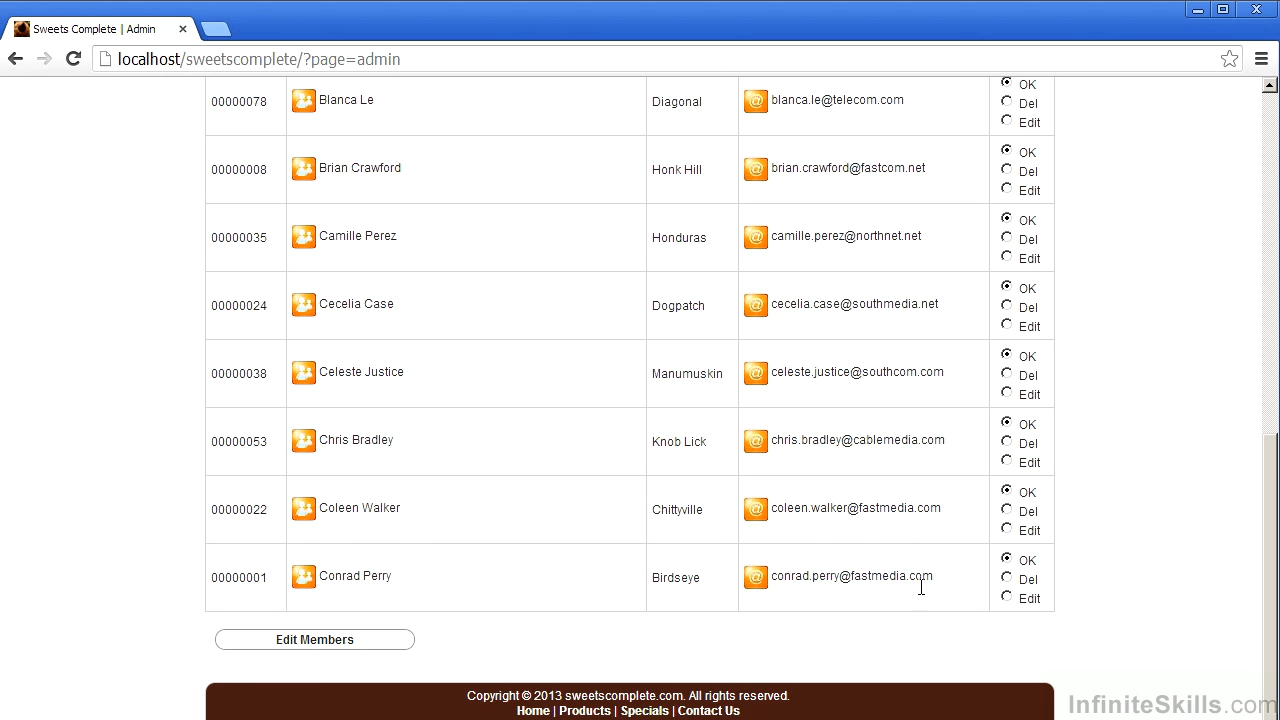 Sweets Complete | Admin
localhost/sweetscomplete/?page=admin
00000078 Blanca Le Diagonal blanca.le@telecom.com OK
Del
Edit
00000008 Brian Crawford Honk Hill brian.crawford@fastcom.net OK
Del
Edit
00000035 Camille Perez Honduras camille.perez@northnet.net OK
Del
Edit
00000024 Cecelia Case Dogpatch cecelia.case@southmedia.net OK
Del
Edit
00000038 Celeste Justice Manumuskin celeste.justice@southcom.com OK
Del
Edit
00000053 Chris Bradley Knob Lick chris.bradley@cablemedia.com OK
Del
Edit
00000022 Coleen Walker Chittyville coleen.walker@fastmedia.com OK
Del
Edit
00000001 Conrad Perry Birdseye conrad.perry@fastmedia.com OK
Del
Edit
Edit Members
Copyright © 2013 sweetscomplete.com. All rights reserved.
Home | Products | Specials | Contact Us
InfiniteSkills.com